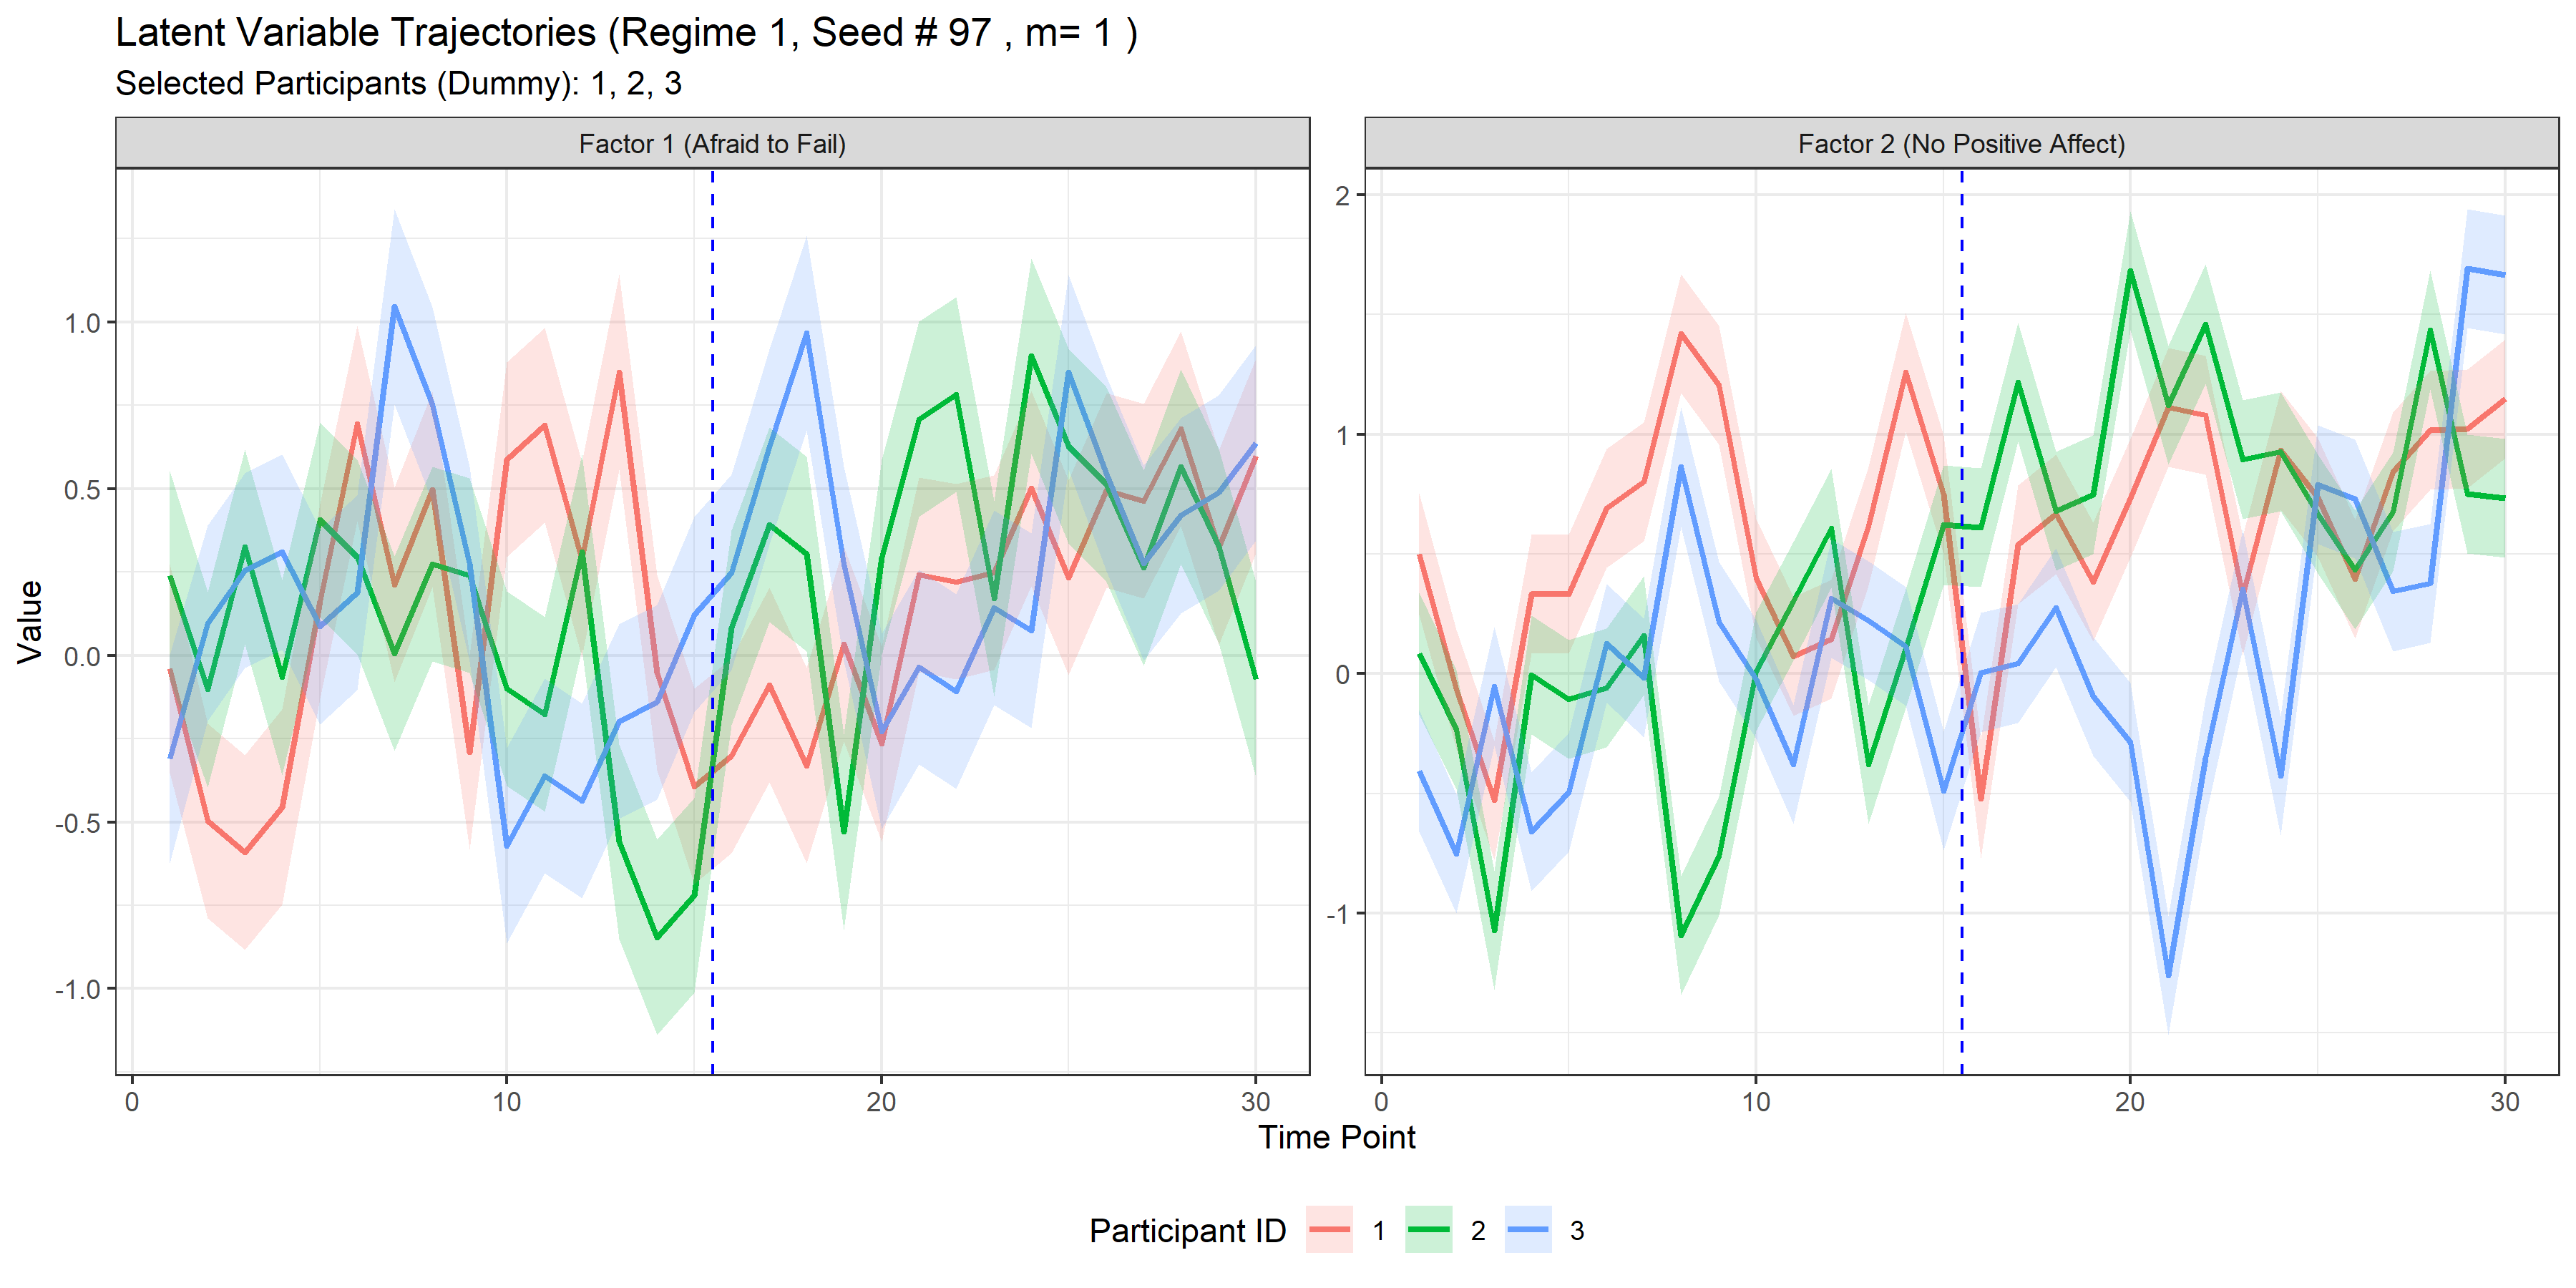 Latent Variable Trajectories (Regime 1, Seed # 97 , m= 1 )
Selected Participants (Dummy): 1, 2, 3
Factor 1 (Afraid to Fail)
Factor 2 (No Positive Affect)
Value
1.0
0.5
0.0
-0.5
-1.0
2
1
0
-1
0 10 20 30
0 10 20 30
Time Point
Participant ID 1 2 3